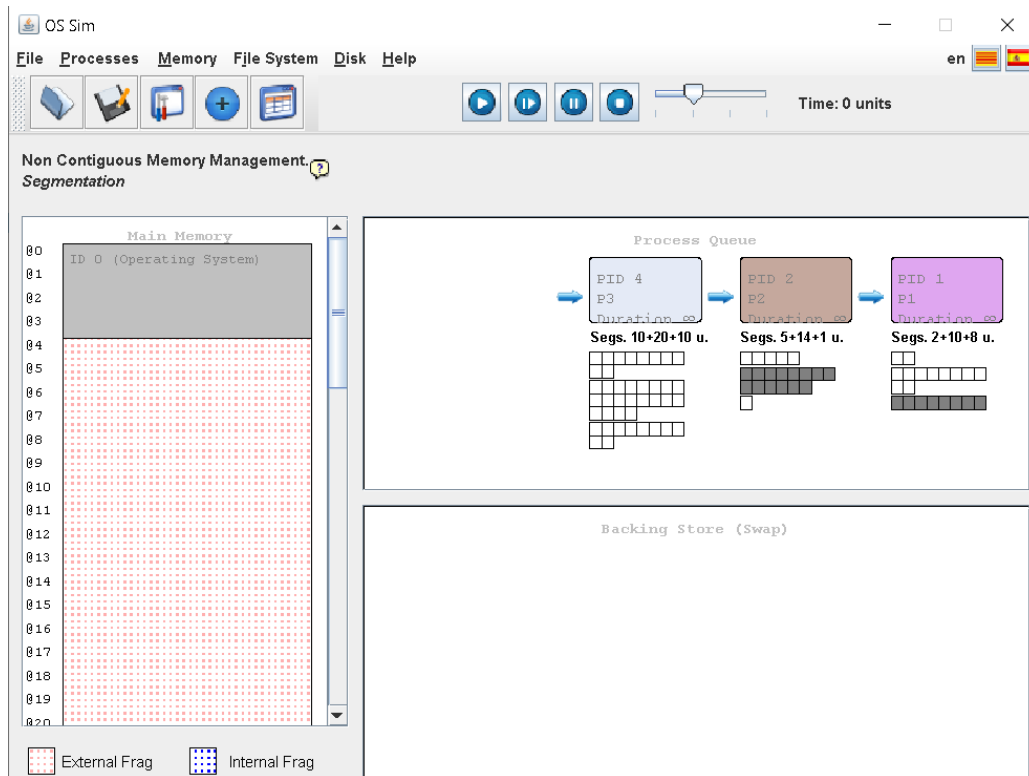 OS Sim
File Processes Memory File System Disk Help
en
Time: 0 units
Non Contiguous Memory Management.
?
Segmentation
Main Memory
@0
ID 0 (Operating System)
@1
@2
@3
@4
@5
@6
@7
@8
@9
@10
@11
@12
@13
@14
@15
@16
@17
@18
@19
@20
External Frag
Internal Frag
Process Queue
PID 4
P3
Duration ∞
Segs. 10+20+10 u.
PID 2
P2
Duration ∞
Segs. 5+14+1 u.
PID 1
P1
Duration ∞
Segs. 2+10+8 u.
Backing Store (Swap)